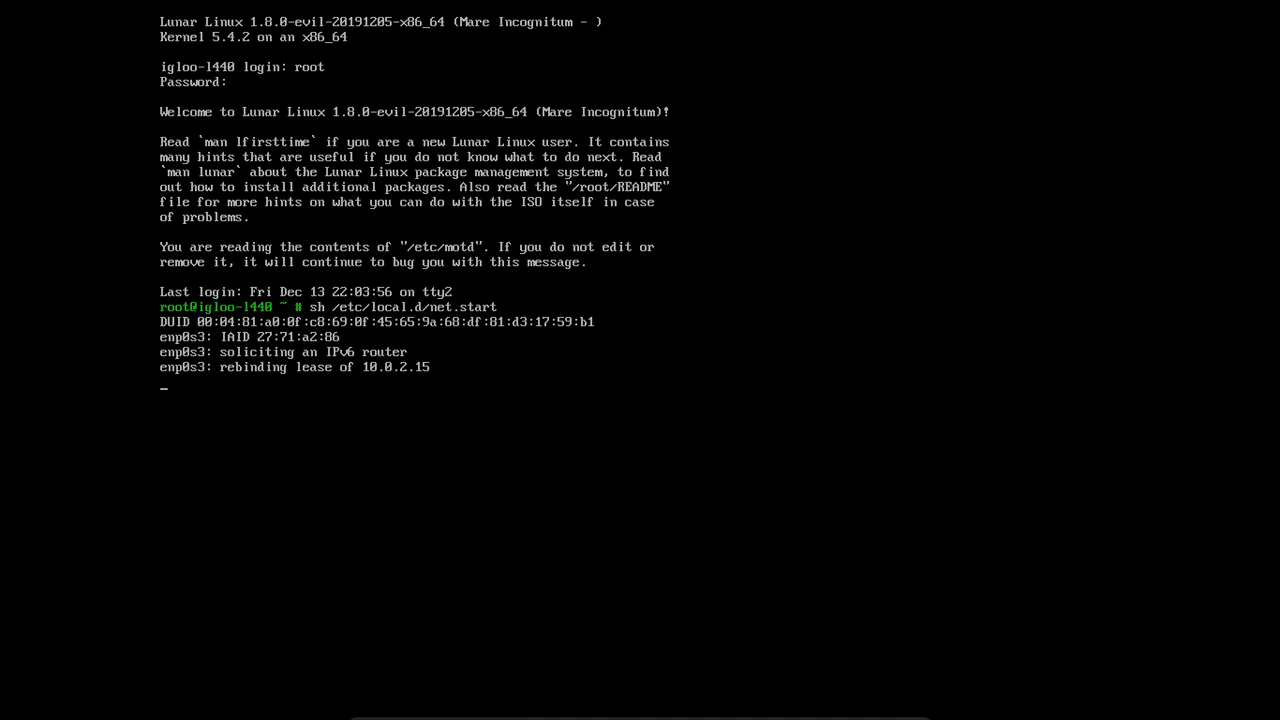 Lunar Linux 1.8.0-evil-20191205-x86_64 (Mare Incognitum - )
Kernel 5.4.2 on an x86_64
igloo-l440 login: root
Password:
Welcome to Lunar Linux 1.8.0-evil-20191205-x86_64 (Mare Incognitum)!
Read `man lfirsttime` if you are a new Lunar Linux user. It contains
many hints that are useful if you do not know what to do next. Read
`man lunar` about the Lunar Linux package management system, to find
out how to install additional packages. Also read the "/root/README"
file for more hints on what you can do with the ISO itself in case
of problems.
You are reading the contents of "/etc/motd". If you do not edit or
remove it, it will continue to bug you with this message.
Last login: Fri Dec 13 22:03:56 on tty2
root@igloo-l440 ~ # sh /etc/local.d/net.start
DUID 00:04:81:a0:0f:c8:69:0f:45:65:9a:68:df:81:d3:17:59:b1
enp0s3: IAID 27:71:a2:86
enp0s3: soliciting an IPv6 router
enp0s3: rebinding lease of 10.0.2.15